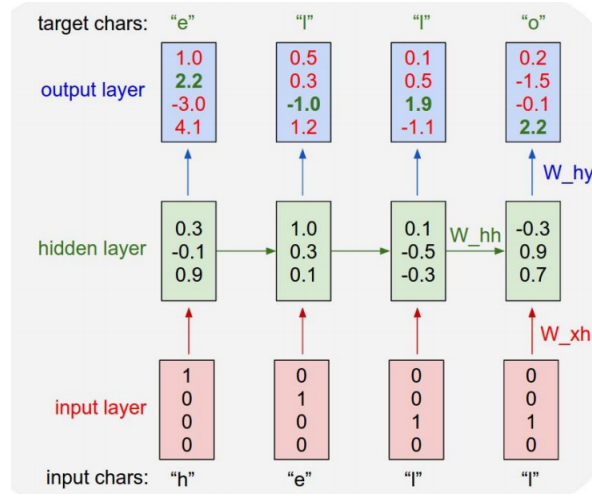 target chars: “e” “l” “l” “o”
1.0 0.5 0.1 0.2
2.2 0.3 0.5 -1.5
output layer -3.0 -1.0 1.9 -0.1
4.1 1.2 -1.1 2.2
W_hy
0.3 1.0 0.1 W_hh -0.3
hidden layer -0.1 0.3 -0.5 0.9
0.9 0.1 -0.3 0.7
W_xh
1 0 0 0
0 1 0 0
input layer 0 0 1 1
0 0 0 0
input chars: “h” “e” “l” “l”